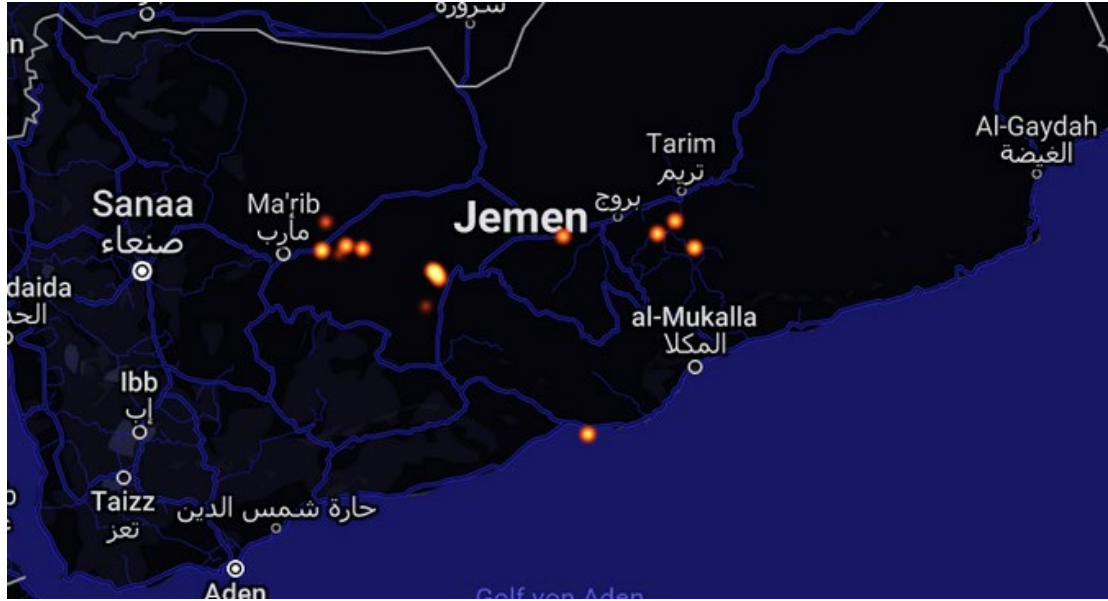 سرورة
Al-Gaydah
الغيضة
Tarim
تريم
بروج
Jemen
Ma'rib
مأرب
Sanaa
صنعاء
daida
الحد
al-Mukalla
المكلا
Ibb
إب
Taizz
تعز
حارة شمس الدين
Aden
Golf von Aden